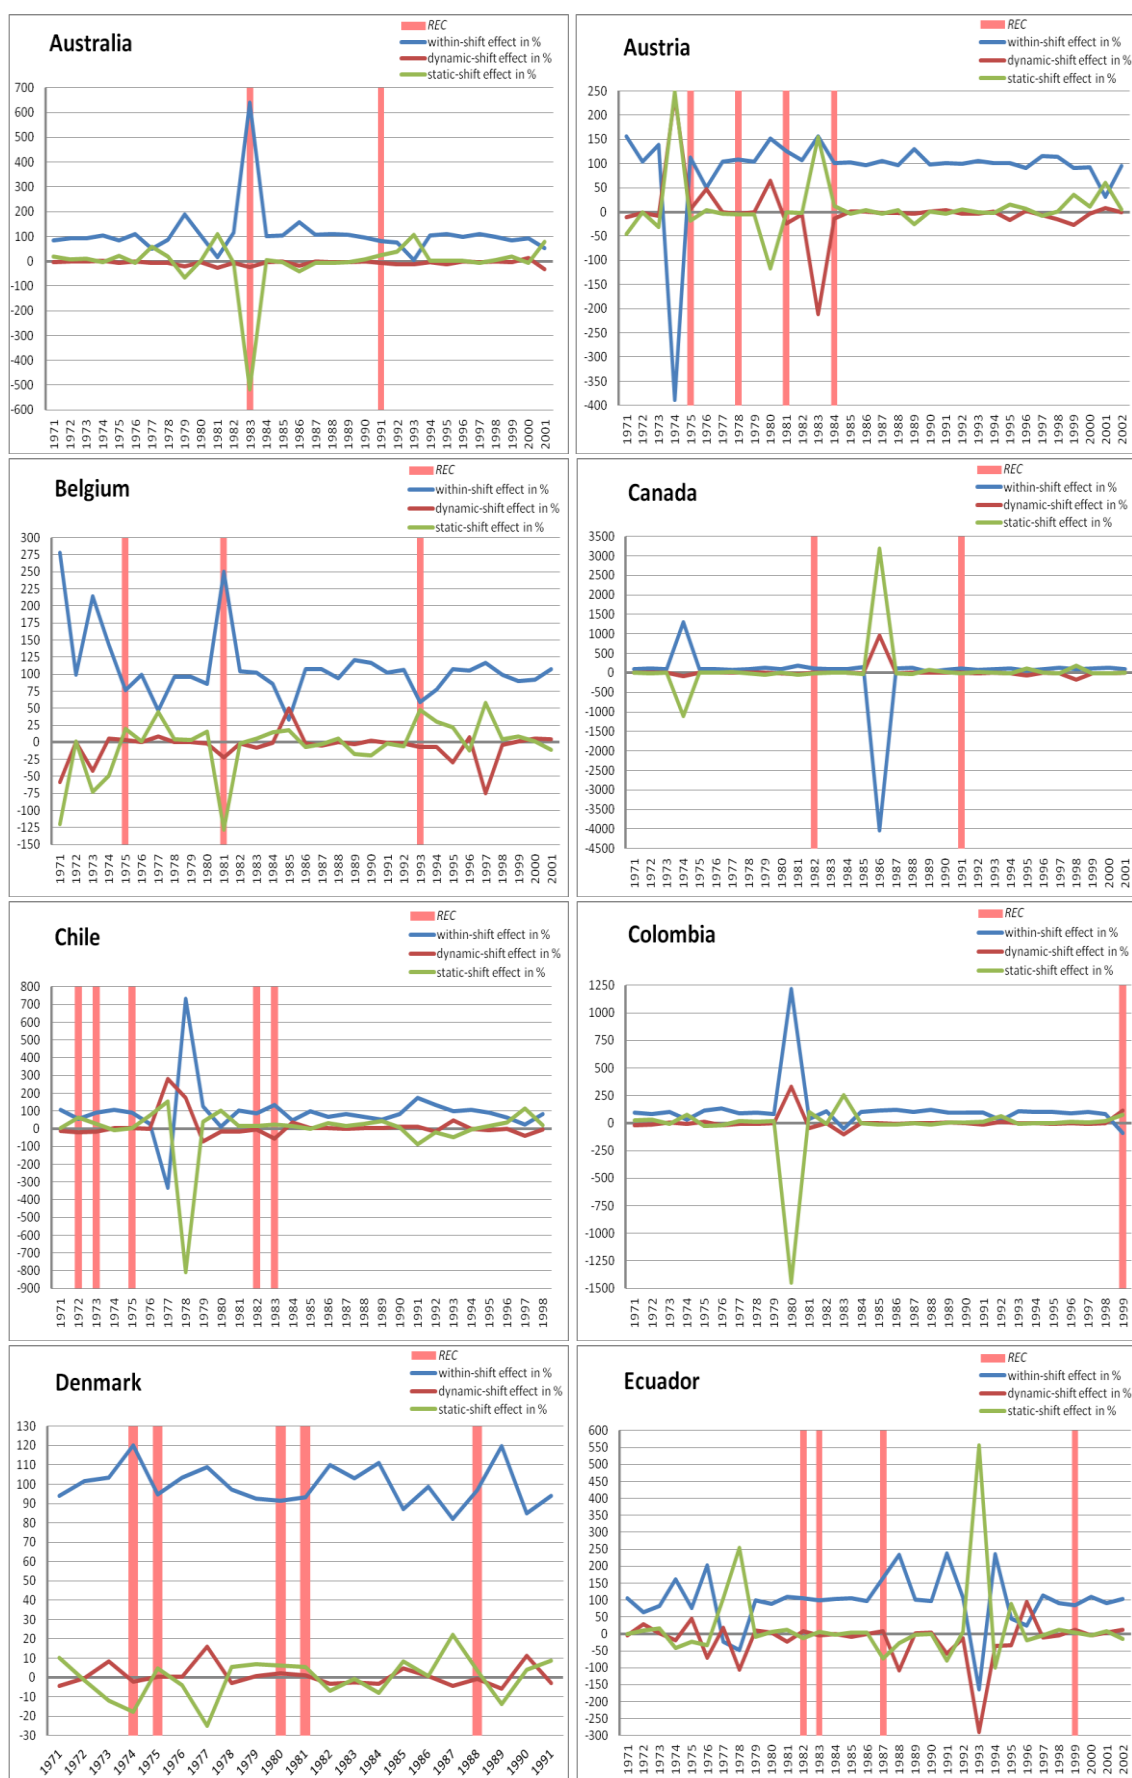 Australia
REC
within-shift effect in %
dynamic-shift effect in %
static-shift effect in %
700
600
500
400
300
200
100
0
-100
-200
-300
-400
-500
-600
1971 1972 1973 1974 1975 1976 1977 1978 1979 1980 1981 1982 1983 1984 1985 1986 1987 1988 1989 1990 1991 1992 1993 1994 1995 1996 1997 1998 1999 2000 2001
Austria
REC
within-shift effect in %
dynamic-shift effect in %
static-shift effect in %
250
200
150
100
50
0
-50
-100
-150
-200
-250
-300
-350
-400
1971 1972 1973 1974 1975 1976 1977 1978 1979 1980 1981 1982 1983 1984 1985 1986 1987 1988 1989 1990 1991 1992 1993 1994 1995 1996 1997 1998 1999 2000 2001 2002
Belgium
REC
within-shift effect in %
dynamic-shift effect in %
static-shift effect in %
300
275
250
225
200
175
150
125
100
75
50
25
0
-25
-50
-75
-100
-125
-150
1971 1972 1973 1974 1975 1976 1977 1978 1979 1980 1981 1982 1983 1984 1985 1986 1987 1988 1989 1990 1991 1992 1993 1994 1995 1996 1997 1998 1999 2000 2001
Canada
REC
within-shift effect in %
dynamic-shift effect in %
static-shift effect in %
3500
3000
2500
2000
1500
1000
500
0
-500
-1000
-1500
-2000
-2500
-3000
-3500
-4000
-4500
1971 1972 1973 1974 1975 1976 1977 1978 1979 1980 1981 1982 1983 1984 1985 1986 1987 1988 1989 1990 1991 1992 1993 1994 1995 1996 1997 1998 1999 2000 2001
Chile
REC
within-shift effect in %
dynamic-shift effect in %
static-shift effect in %
800
700
600
500
400
300
200
100
0
-100
-200
-300
-400
-500
-600
-700
-800
-900
1971 1972 1973 1974 1975 1976 1977 1978 1979 1980 1981 1982 1983 1984 1985 1986 1987 1988 1989 1990 1991 1992 1993 1994 1995 1996 1997 1998
Colombia
REC
within-shift effect in %
dynamic-shift effect in %
static-shift effect in %
1250
1000
750
500
250
0
-250
-500
-750
-1000
-1250
-1500
1971 1972 1973 1974 1975 1976 1977 1978 1979 1980 1981 1982 1983 1984 1985 1986 1987 1988 1989 1990 1991 1992 1993 1994 1995 1996 1997 1998 1999
Denmark
REC
within-shift effect in %
dynamic-shift effect in %
static-shift effect in %
130
120
110
100
90
80
70
60
50
40
30
20
10
0
-10
-20
-30
1971 1972 1973 1974 1975 1976 1977 1978 1979 1980 1981 1982 1983 1984 1985 1986 1987 1988 1989 1990 1991
Ecuador
REC
within-shift effect in %
dynamic-shift effect in %
static-shift effect in %
600
550
500
450
400
350
300
250
200
150
100
50
0
-50
-100
-150
-200
-250
-300
1971 1972 1973 1974 1975 1976 1977 1978 1979 1980 1981 1982 1983 1984 1985 1986 1987 1988 1989 1990 1991 1992 1993 1994 1995 1996 1997 1998 1999 2000 2001 2002